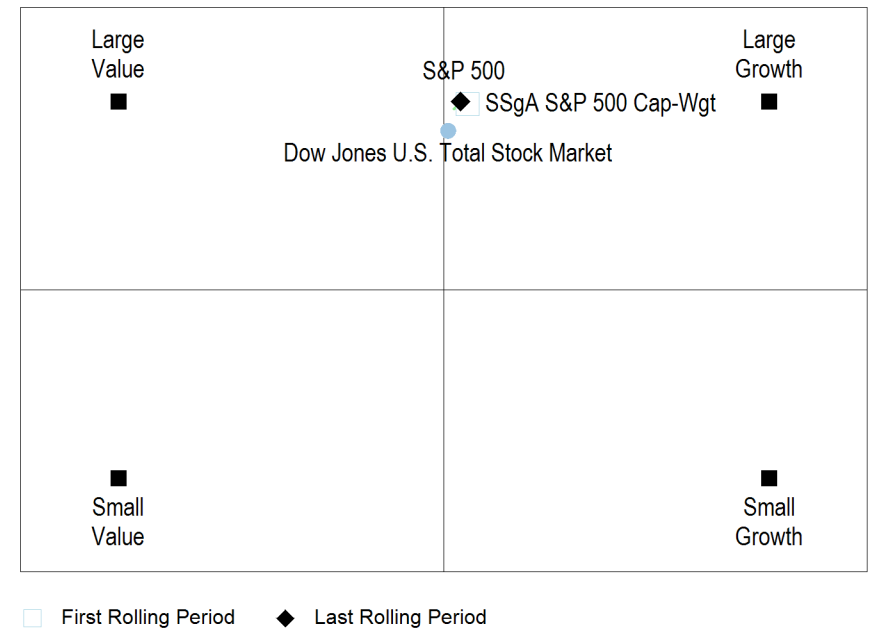 Large
Value
Large
Growth
S&P 500
SSgA S&P 500 Cap-Wgt
Dow Jones U.S. Total Stock Market
Small
Value
Small
Growth
First Rolling Period
Last Rolling Period